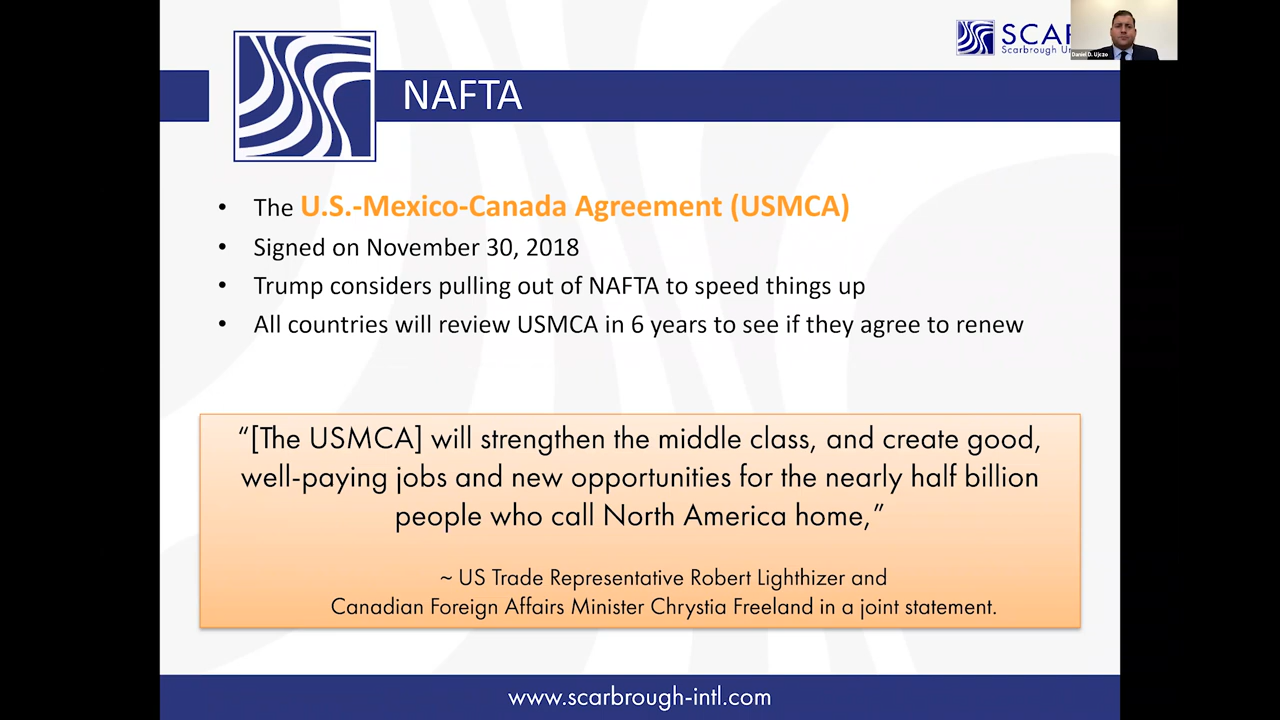 SCAR
Scarbrough U
Daniel D. Ujczo
NAFTA
• The U.S.-Mexico-Canada Agreement (USMCA)
• Signed on November 30, 2018
• Trump considers pulling out of NAFTA to speed things up
• All countries will review USMCA in 6 years to see if they agree to renew
“[The USMCA] will strengthen the middle class, and create good,
well-paying jobs and new opportunities for the nearly half billion
people who call North America home,”
~ US Trade Representative Robert Lighthizer and
Canadian Foreign Affairs Minister Chrystia Freeland in a joint statement.
www.scarbrough-intl.com